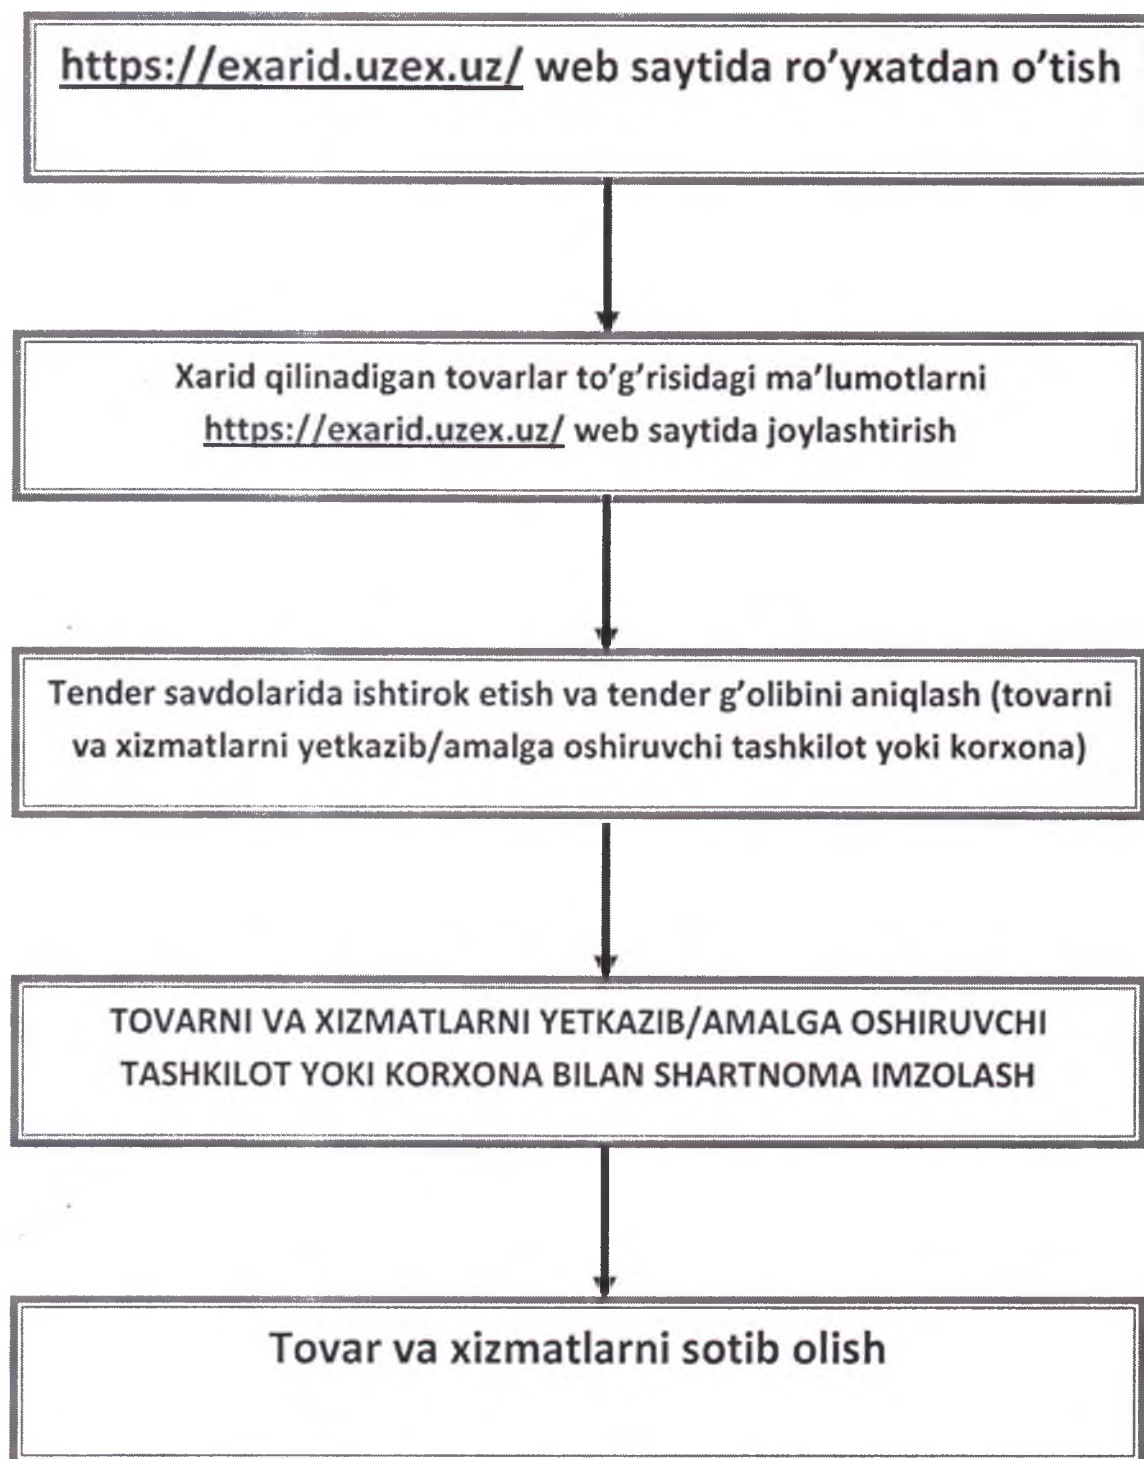 https://exarid.uzex.uz/ web saytida ro'yxatdan o'tish
Xarid qilinadigan tovarlar to'g'risidagi ma'lumotlarni
https://exarid.uzex.uz/ web saytida joylashtirish
Tender savdolarida ishtirok etish va tender g'olibini aniqlash (tovarni
va xizmatlarni yetkazib/amalga oshiruvchi tashkilot yoki korxona)
TOVARNI VA XIZMATLARNI YETKAZIB/AMALGA OSHIRUVCHI
TASHKILOT YOKI KORXONA BILAN SHARTNOMA IMZOLASH
Tovar va xizmatlarni sotib olish